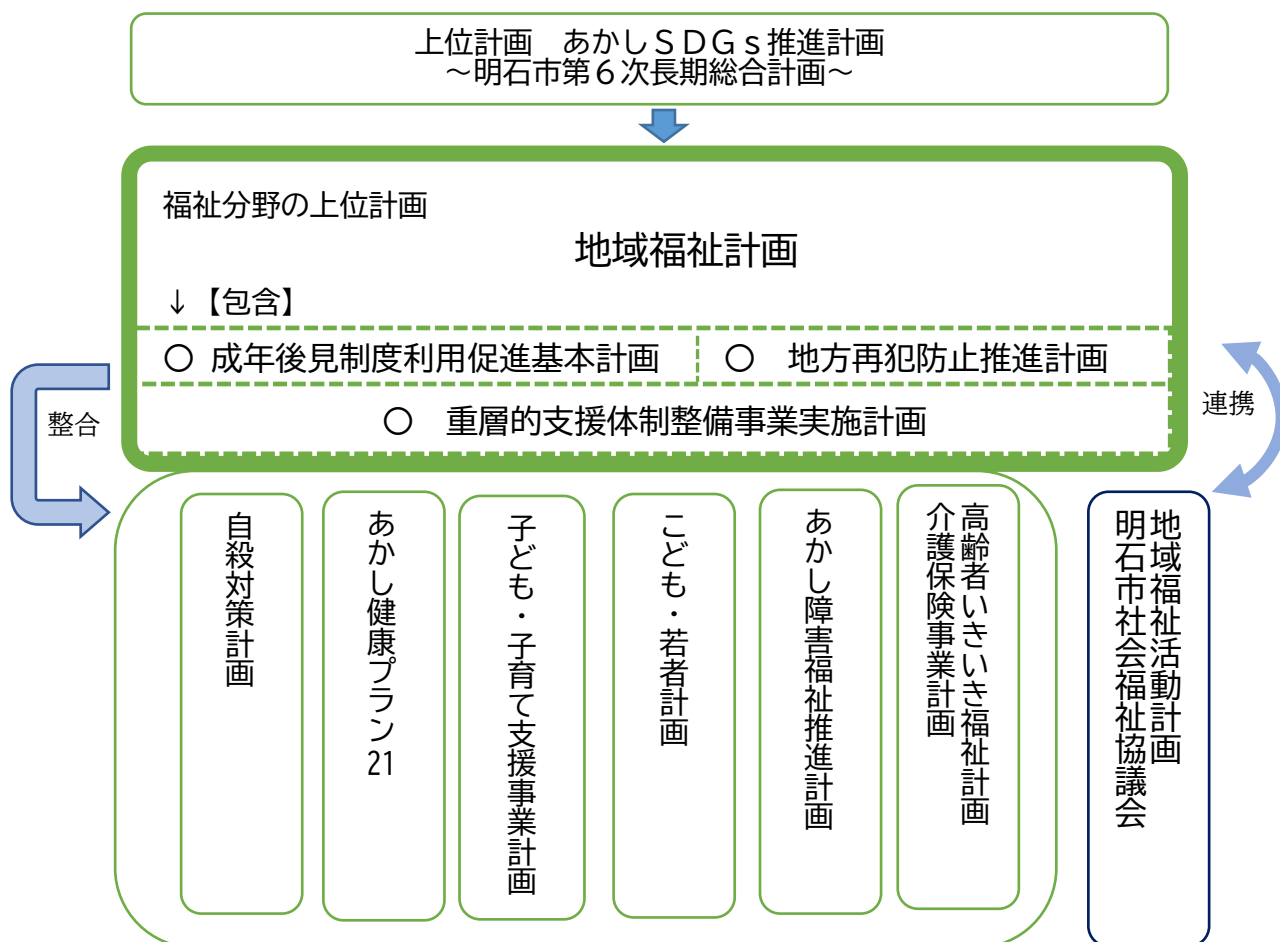 上位計画　あかしＳＤＧｓ推進計画
～明石市第６次長期総合計画～
福祉分野の上位計画
地域福祉計画
↓【包含】
○ 成年後見制度利用促進基本計画
○　地方再犯防止推進計画
○　重層的支援体制整備事業実施計画
整合
連携
自殺対策計画
あかし健康プラン21
子ども・子育て支援事業計画
こども・若者計画
あかし障害福祉推進計画
高齢者いきいき福祉計画
介護保険事業計画
地域福祉活動計画
明石市社会福祉協議会